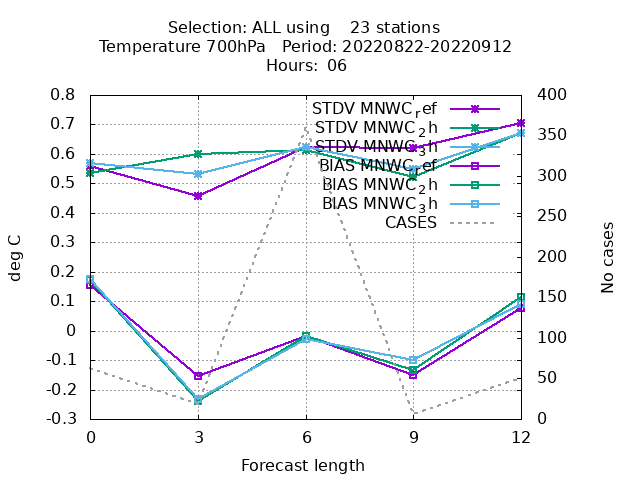 Selection: ALL using    23 stations
Temperature 700hPa   Period: 20220822-20220912
Hours: 06
0.8
0.7
0.6
0.5
0.4
0.3
0.2
0.1
0
-0.1
-0.2
-0.3
deg C
STDV MNWC_ref
STDV MNWC_2h
STDV MNWC_3h
BIAS MNWC_ref
BIAS MNWC_2h
BIAS MNWC_3h
CASES
400
350
300
250
200
150
100
50
0
No cases
0 3 6 9 12
Forecast length